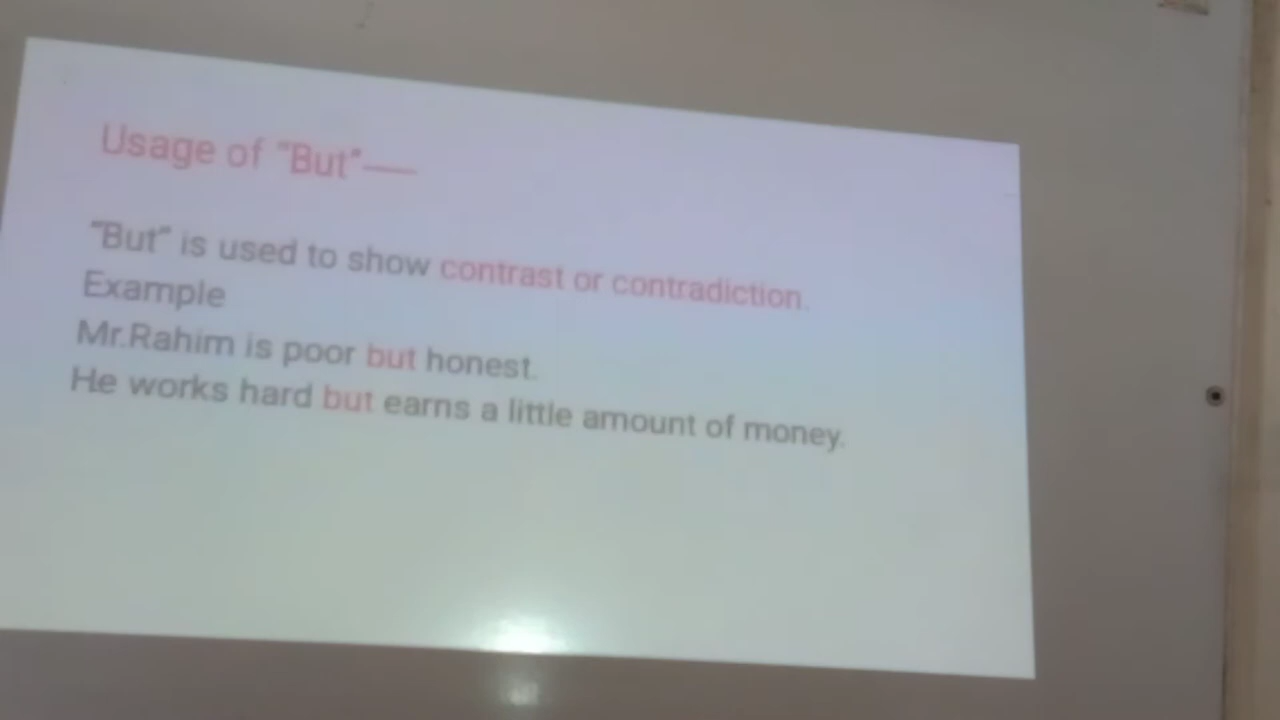 Usage of “But”—–
“But” is used to show contrast or contradiction.
Example
Mr.Rahim is poor but honest.
He works hard but earns a little amount of money.